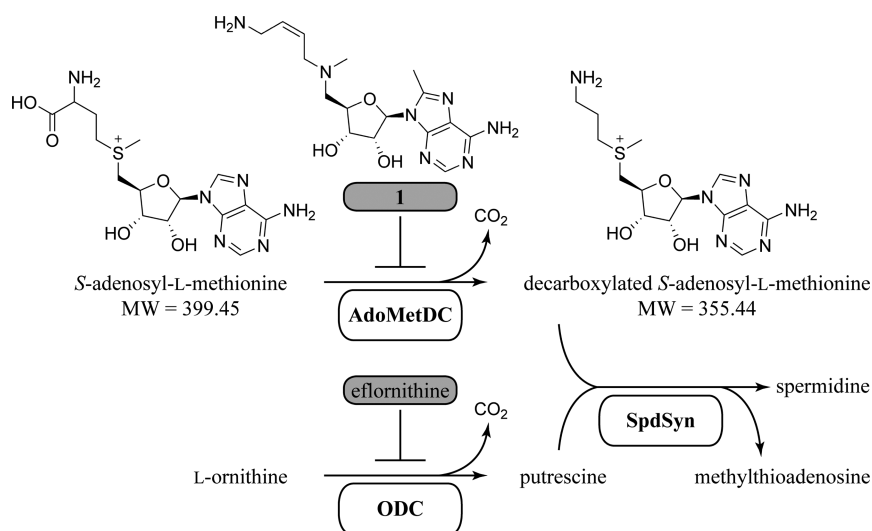 H₂N
N
O
N
N
NH₂
N
N
HO
OH
NH₂
HO
O
+
S
O
N
N
NH₂
N
N
HO
OH
NH₂
+
S
O
N
N
NH₂
N
N
HO
OH
1
CO₂
S-adenosyl-L-methionine
MW = 399.45
AdoMetDC
decarboxylated S-adenosyl-L-methionine
MW = 355.44
eflornithine
CO₂
spermidine
SpdSyn
L-ornithine
putrescine
methylthioadenosine
ODC